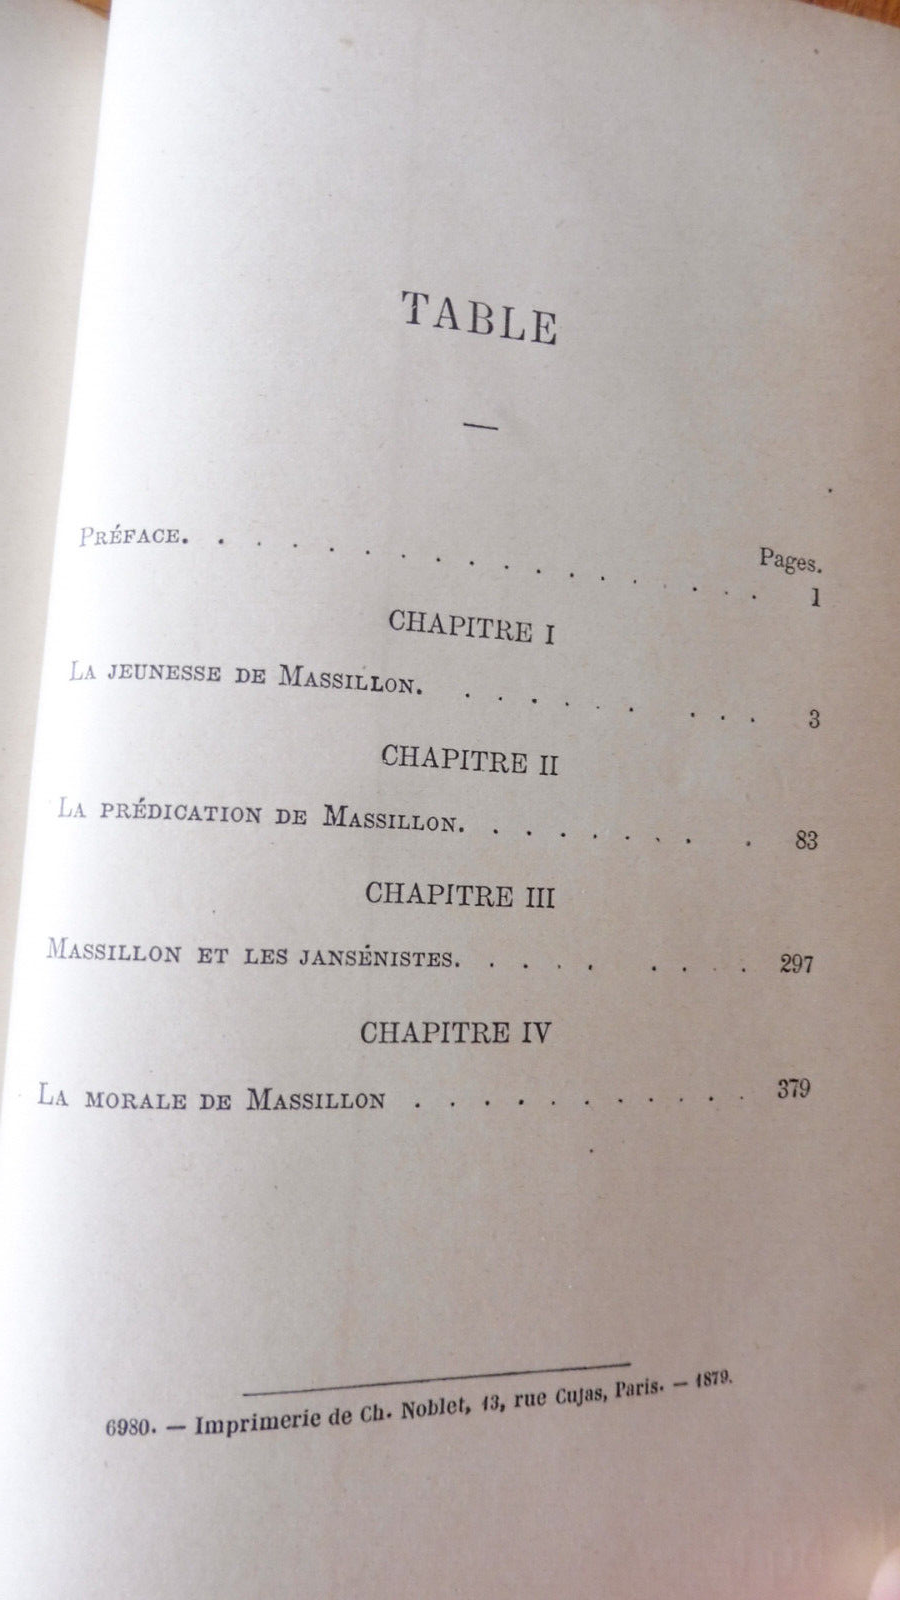 TABLE
—
Pages.
PRÉFACE. . . . . . . . . . . . . . . . . . 1
CHAPITRE I
LA JEUNESSE DE MASSILLON. . . . . . . . . . 3
CHAPITRE II
LA PRÉDICATION DE MASSILLON. . . . . . . . . 83
CHAPITRE III
MASSILLON ET LES JANSÉNISTES. . . . . . . . . 297
CHAPITRE IV
LA MORALE DE MASSILLON . . . . . . . . . . 379
6980. — Imprimerie de Ch. Noblet, 13, rue Cujas, Paris. — 1879.